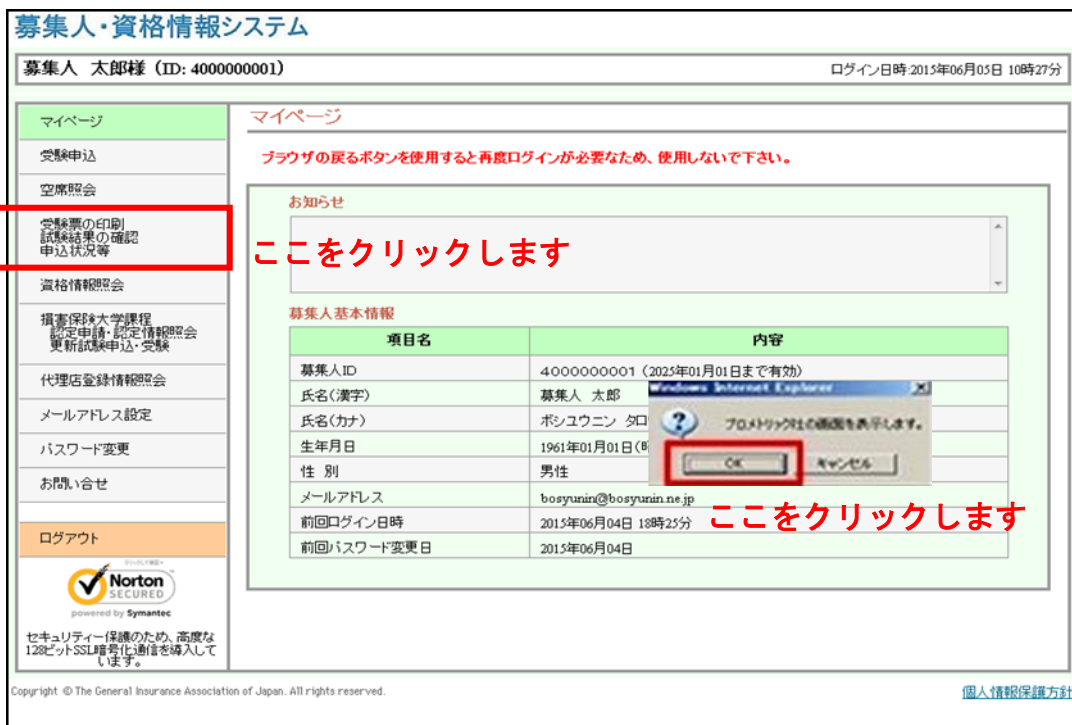 募集人・資格情報システム
募集人 太郎様 (ID: 4000000001)
ログイン日時:2015年06月05日 10時27分
マイページ
受験申込
空席照会
受験票の印刷
試験結果の確認
申込状況等
資格情報照会
損害保険大学課程
認定申請・認定情報照会
更新試験申込・受験
代理店登録情報照会
メールアドレス設定
パスワード変更
お問い合せ
ログアウト
Norton
SECURED
powered by Symantec
セキュリティー保護のため、高度な
128ビットSSL暗号化通信を導入して
います。
マイページ
ブラウザの戻るボタンを使用すると再度ログインが必要なため、使用しないで下さい。
お知らせ
ここをクリックします
募集人基本情報
項目名 内容
募集人ID 4000000001 (2025年01月01日まで有効)
氏名(漢字) 募集人 太郎
氏名(カナ) ボシュウニン タロ
生年月日 1961年01月01日(
性 別 男性
メールアドレス bosyunin@bosyunin.ne.jp
前回ログイン日時 2015年06月04日 18時25分
前回パスワード変更日 2015年06月04日
Windows Internet Explorer
プロメトリック社の画面を表示します。
OK キャンセル
ここをクリックします
Copyright © The General Insurance Association of Japan. All rights reserved.
個人情報保護方針